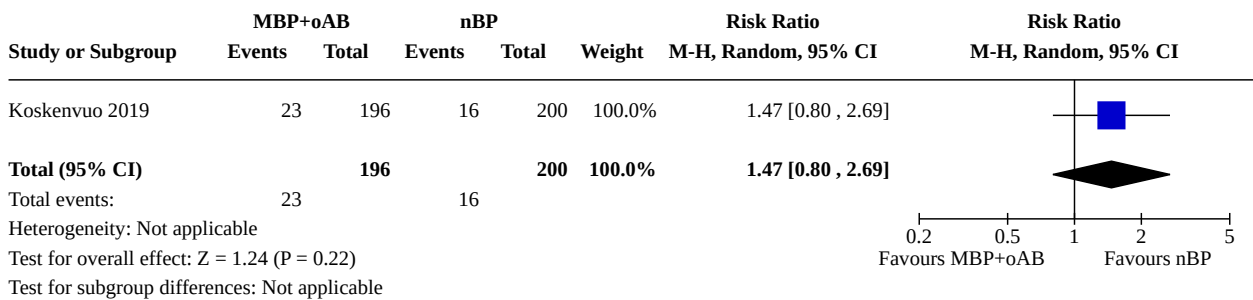 MBP+oAB nBP Risk Ratio Risk Ratio
Study or Subgroup Events Total Events Total Weight M-H, Random, 95% CI M-H, Random, 95% CI
Koskenvuo 2019 23 196 16 200 100.0% 1.47 [0.80 , 2.69]
Total (95% CI) 196 200 100.0% 1.47 [0.80 , 2.69]
Total events: 23 16
Heterogeneity: Not applicable
0.2 0.5 1 2 5
Test for overall effect: Z = 1.24 (P = 0.22) Favours MBP+oAB Favours nBP
Test for subgroup differences: Not applicable